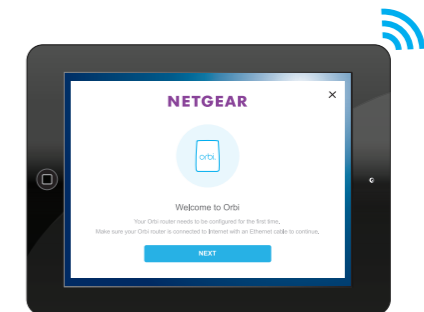 NETGEAR
orbi
Welcome to Orbi
Your Orbi router needs to be configured for the first time.
Make sure your Orbi router is connected to Internet with an Ethernet cable to continue.
NEXT